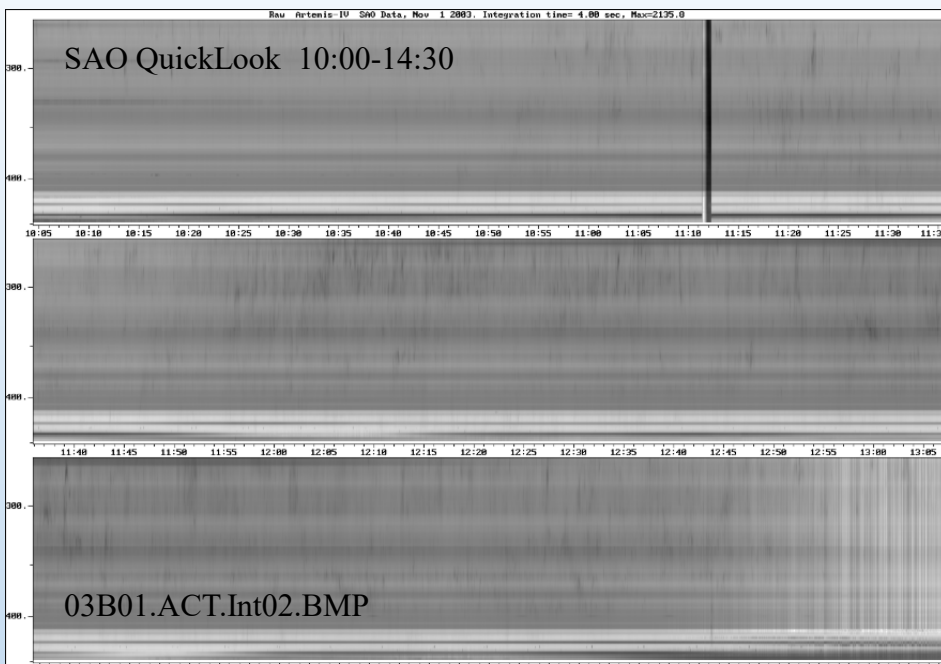 Raw Artemis-IV SAO Data, Nov 1 2003. Integration time= 4.00 sec, Max=2135.0
SAO QuickLook 10:00-14:30
300.
400.
10:05 10:10 10:15 10:20 10:25 10:30 10:35 10:40 10:45 10:50 10:55 11:00 11:05 11:10 11:15 11:20 11:25 11:30
300.
400.
11:40 11:45 11:50 11:55 12:00 12:05 12:10 12:15 12:20 12:25 12:30 12:35 12:40 12:45 12:50 12:55 13:00 13:05
300.
03B01.ACT.Int02.BMP
400.